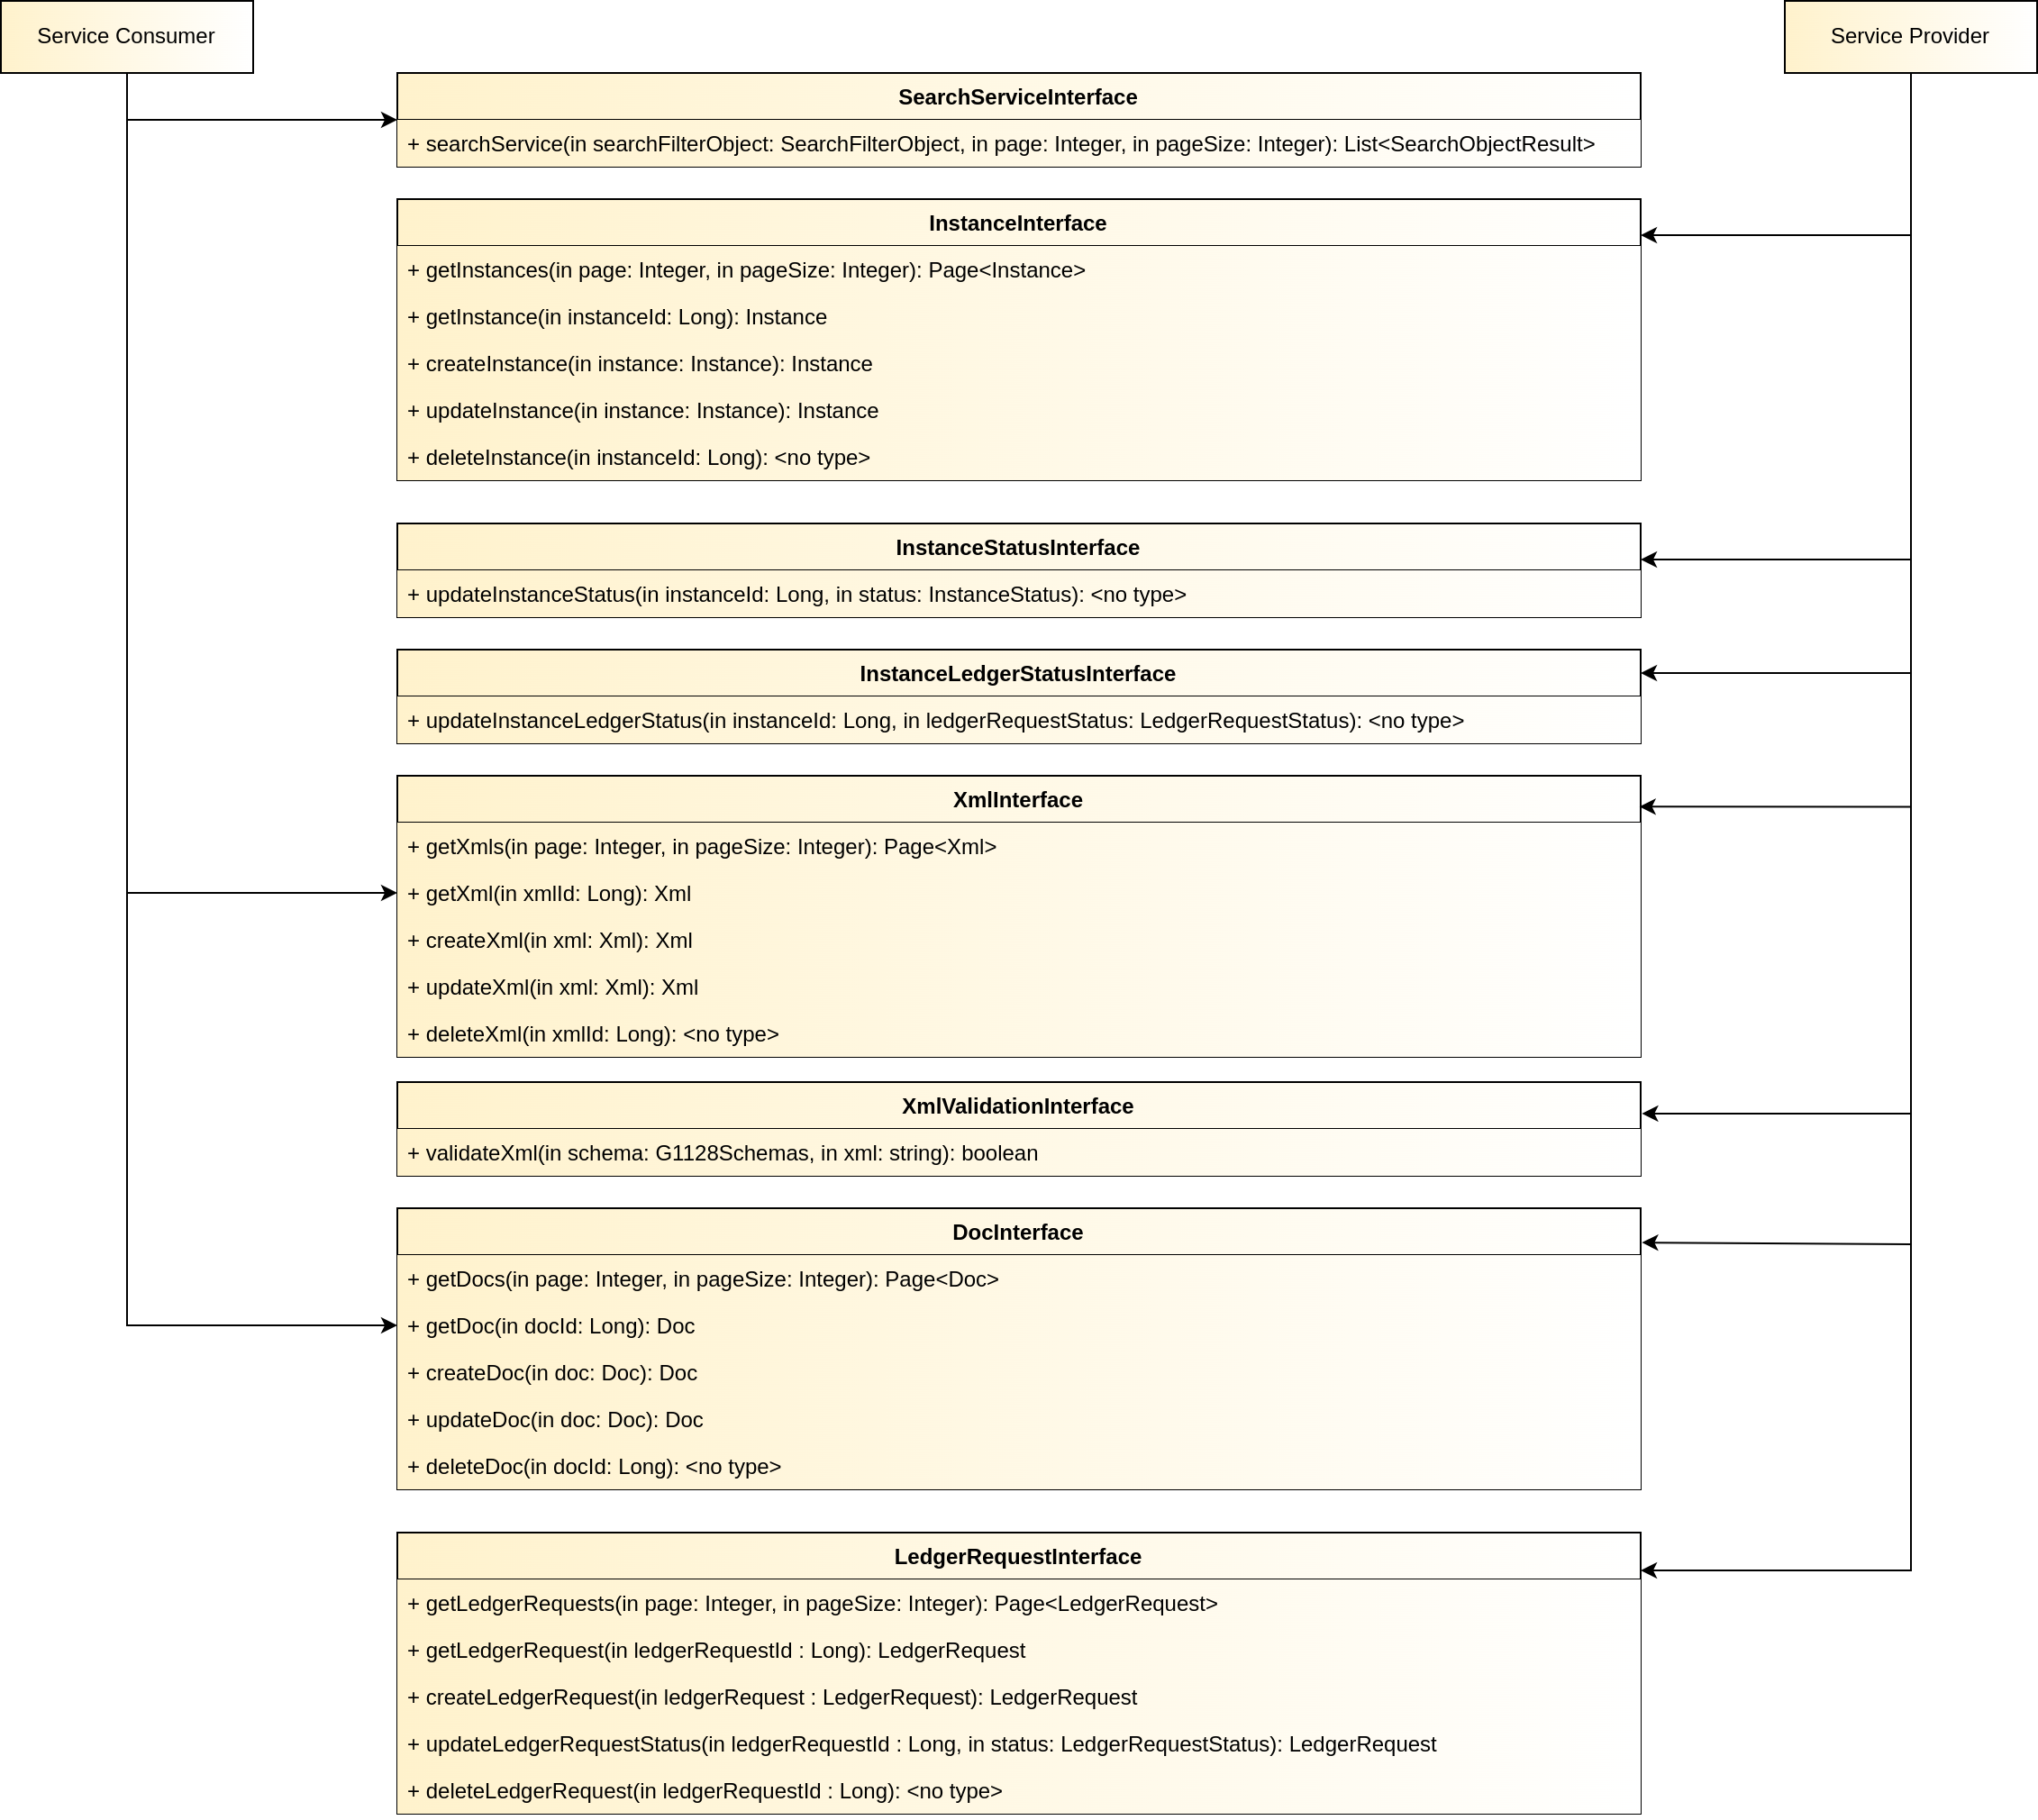 Service Consumer
Service Provider
SearchServiceInterface
+ searchService(in searchFilterObject: SearchFilterObject, in page: Integer, in pageSize: Integer): List<SearchObjectResult>
InstanceInterface
+ getInstances(in page: Integer, in pageSize: Integer): Page<Instance>
+ getInstance(in instanceId: Long): Instance
+ createInstance(in instance: Instance): Instance
+ updateInstance(in instance: Instance): Instance
+ deleteInstance(in instanceId: Long): <no type>
InstanceStatusInterface
+ updateInstanceStatus(in instanceId: Long, in status: InstanceStatus): <no type>
InstanceLedgerStatusInterface
+ updateInstanceLedgerStatus(in instanceId: Long, in ledgerRequestStatus: LedgerRequestStatus): <no type>
XmlInterface
+ getXmls(in page: Integer, in pageSize: Integer): Page<Xml>
+ getXml(in xmlId: Long): Xml
+ createXml(in xml: Xml): Xml
+ updateXml(in xml: Xml): Xml
+ deleteXml(in xmlId: Long): <no type>
XmlValidationInterface
+ validateXml(in schema: G1128Schemas, in xml: string): boolean
DocInterface
+ getDocs(in page: Integer, in pageSize: Integer): Page<Doc>
+ getDoc(in docId: Long): Doc
+ createDoc(in doc: Doc): Doc
+ updateDoc(in doc: Doc): Doc
+ deleteDoc(in docId: Long): <no type>
LedgerRequestInterface
+ getLedgerRequests(in page: Integer, in pageSize: Integer): Page<LedgerRequest>
+ getLedgerRequest(in ledgerRequestId : Long): LedgerRequest
+ createLedgerRequest(in ledgerRequest : LedgerRequest): LedgerRequest
+ updateLedgerRequestStatus(in ledgerRequestId : Long, in status: LedgerRequestStatus): LedgerRequest
+ deleteLedgerRequest(in ledgerRequestId : Long): <no type>